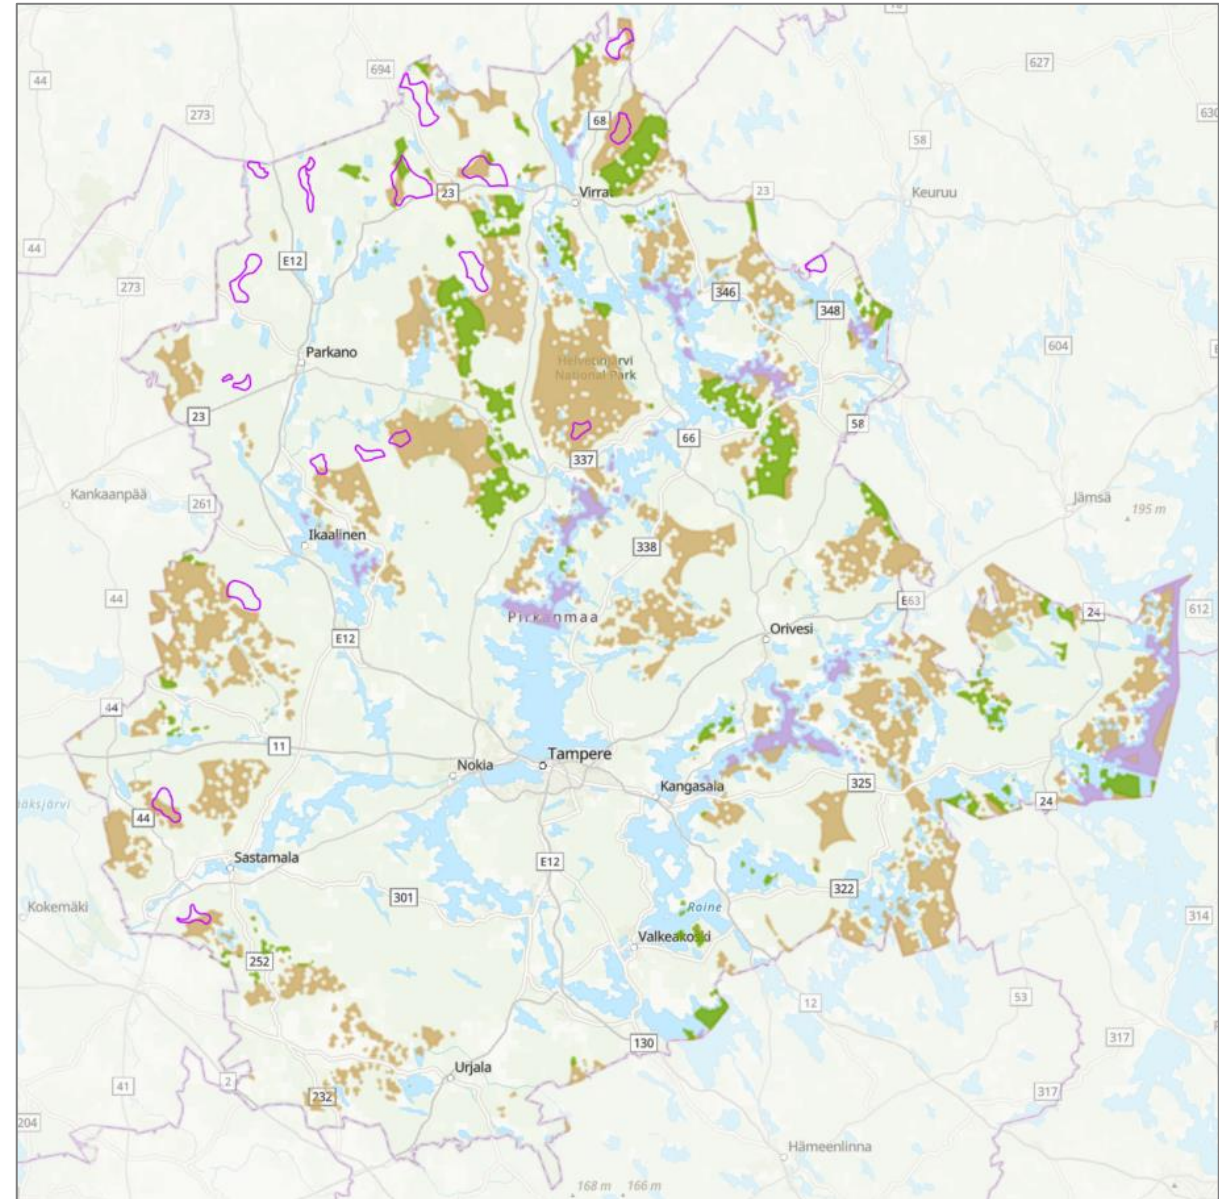 78
44
694
627
273
630
68
58
23
Virra
23
Keuruu
44
E12
273
346
348
604
Parkano
Helvetinjärvi
National Park
23
58
66
337
Kankaanpää
261
Jämsä
195 m
Ikaalinen
338
44
E63
24
612
Pirkanmaa
E12
Orivesi
44
11
Tampere
Nokia
Kangasala
325
24
44
Sastamala
E12
301
322
Kokemäki
Roine
314
Valkeakoski
252
12
53
130
317
Urjala
41
2
232
317
204
Hämeenlinna
168 m
166 m